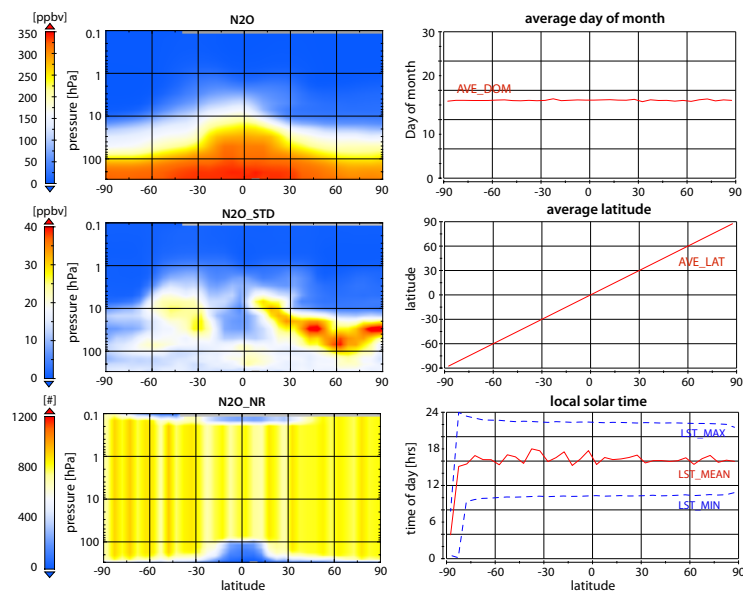 [ppbv]
N2O
350
300
250
200
150
100
50
0
pressure [hPa]
0.1
1
10
100
-90 -60 -30 0 30 60 90
average day of month
Day of month
30
20
10
0
AVE_DOM
-90 -60 -30 0 30 60 90
[ppbv]
N2O_STD
40
30
20
10
0
pressure [hPa]
0.1
1
10
100
-90 -60 -30 0 30 60 90
average latitude
latitude
90
60
30
0
-30
-60
-90
AVE_LAT
-90 -60 -30 0 30 60 90
[#]
N2O_NR
1200
1000
800
600
400
200
0
pressure [hPa]
0.1
1
10
100
-90 -60 -30 0 30 60 90
latitude
local solar time
time of day [hrs]
24
18
12
6
0
LST_MAX
LST_MEAN
LST_MIN
-90 -60 -30 0 30 60 90
latitude